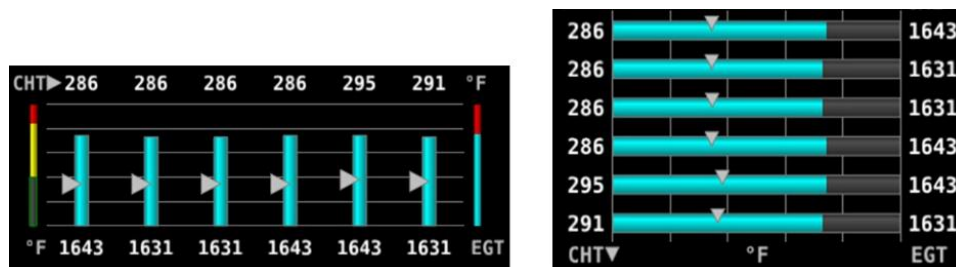 CHT▶286 286 286 286 295 291 °F
°F 1643 1631 1631 1643 1643 1631 EGT
286 1643
286 1631
286 1631
286 1643
295 1643
291 1631
CHT▼ °F EGT